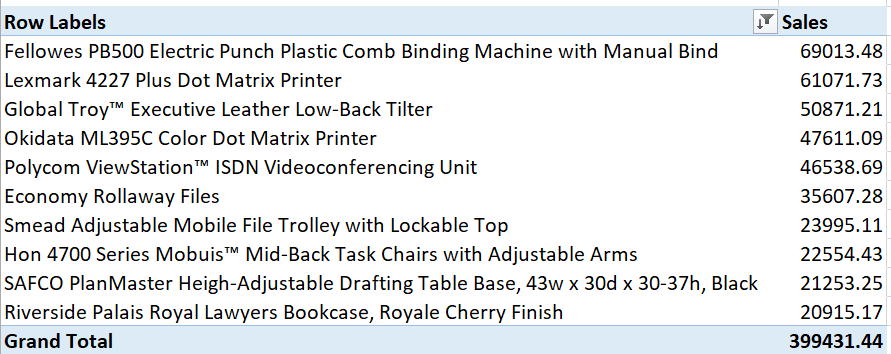 Row Labels Sales
Fellowes PB500 Electric Punch Plastic Comb Binding Machine with Manual Bind 69013.48
Lexmark 4227 Plus Dot Matrix Printer 61071.73
Global Troy™ Executive Leather Low-Back Tilter 50871.21
Okidata ML395C Color Dot Matrix Printer 47611.09
Polycom ViewStation™ ISDN Videoconferencing Unit 46538.69
Economy Rollaway Files 35607.28
Smead Adjustable Mobile File Trolley with Lockable Top 23995.11
Hon 4700 Series Mobuis™ Mid-Back Task Chairs with Adjustable Arms 22554.43
SAFCO PlanMaster Heigh-Adjustable Drafting Table Base, 43w x 30d x 30-37h, Black 21253.25
Riverside Palais Royal Lawyers Bookcase, Royale Cherry Finish 20915.17
Grand Total 399431.44